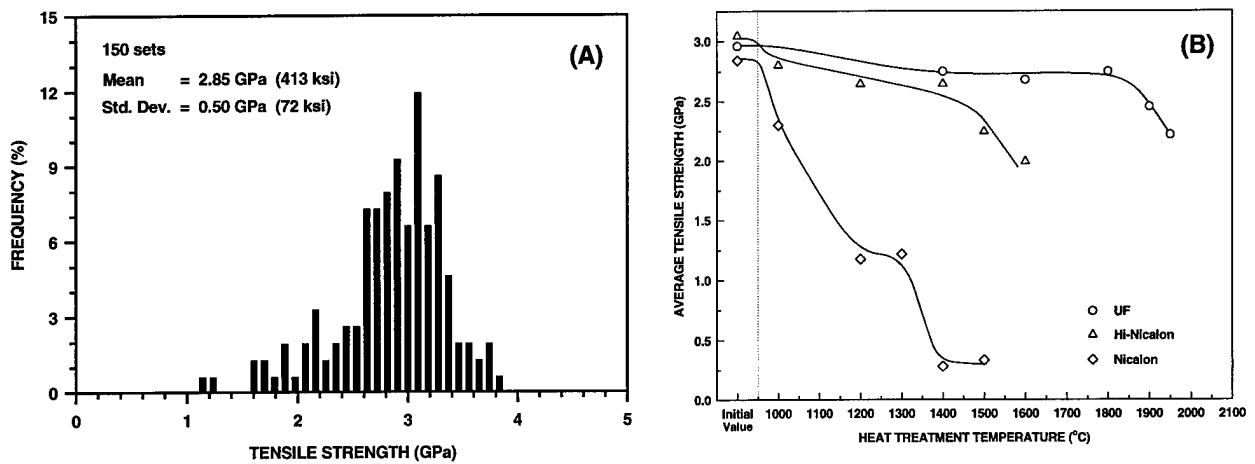 (A)
150 sets
Mean = 2.85 GPa (413 ksi)
Std. Dev. = 0.50 GPa (72 ksi)
FREQUENCY (%)
15
12
9
6
3
0
0 1 2 3 4 5
TENSILE STRENGTH (GPa)
(B)
AVERAGE TENSILE STRENGTH (GPa)
3.0
2.5
2.0
1.5
1.0
0.5
0.0
UF
Hi-Nicalon
Nicalon
Initial 1000 1100 1200 1300 1400 1500 1600 1700 1800 1900 2000 2100
Value
HEAT TREATMENT TEMPERATURE (°C)